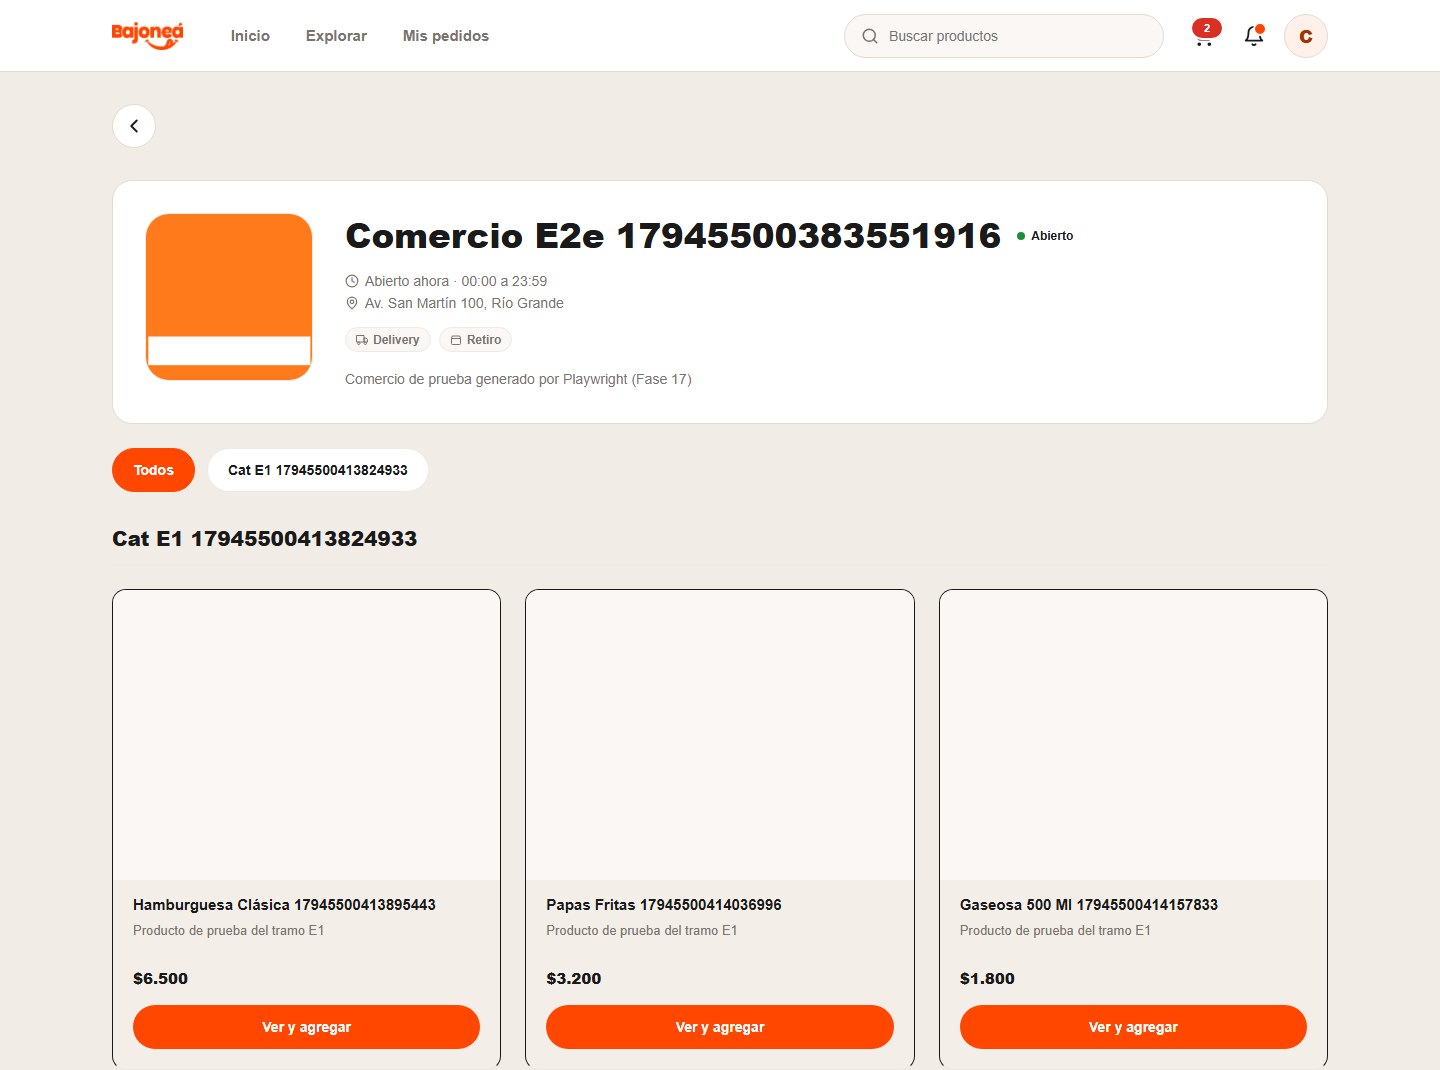 Bajoneá
Inicio
Explorar
Mis pedidos
Buscar productos
2
C
Comercio E2e 17945500383551916
Abierto
Abierto ahora · 00:00 a 23:59
Av. San Martín 100, Río Grande
Delivery
Retiro
Comercio de prueba generado por Playwright (Fase 17)
Todos
Cat E1 17945500413824933
Cat E1 17945500413824933
Hamburguesa Clásica 17945500413895443
Producto de prueba del tramo E1
$6.500
Ver y agregar
Papas Fritas 17945500414036996
Producto de prueba del tramo E1
$3.200
Ver y agregar
Gaseosa 500 Ml 17945500414157833
Producto de prueba del tramo E1
$1.800
Ver y agregar